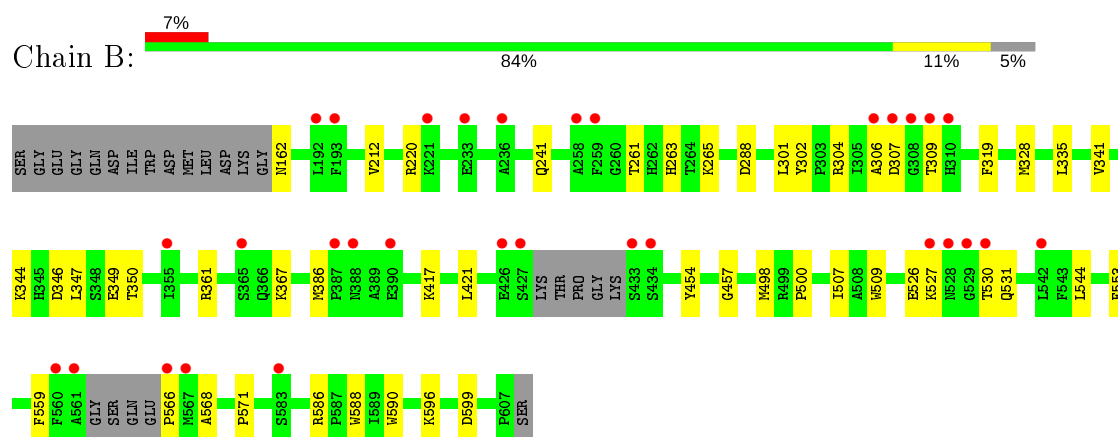 7%
Chain B:
84% 11% 5%
SER GLY GLU GLY GLN ASP ILE TRP ASP MET LEU ASP LYS GLY N162 L192 F193 V212 R220 K221 E233 A236 Q241 A258 F259 G260 T261 H262 H263 T264 K265 D288 L301 Y302 P303 R304 I305 A306 D307 G308 T309 H310 F319 M328 L335 V341
K344 H345 D346 L347 S348 E349 T350 I355 R361 S365 Q366 K367 M386 P387 N388 A389 E390 K417 L421 E426 S427 LYS THR PRO GLY LYS S433 S434 Y454 G457 M498 R499 P500 I507 A508 W509 E526 K527 N528 G529 T530 Q531 L542 F543 L544
F559 F560 A561 GLY SER GLN GLU P566 M567 A568 P571 S583 R586 P587 W588 I589 W590 K596 D599 P607 SER